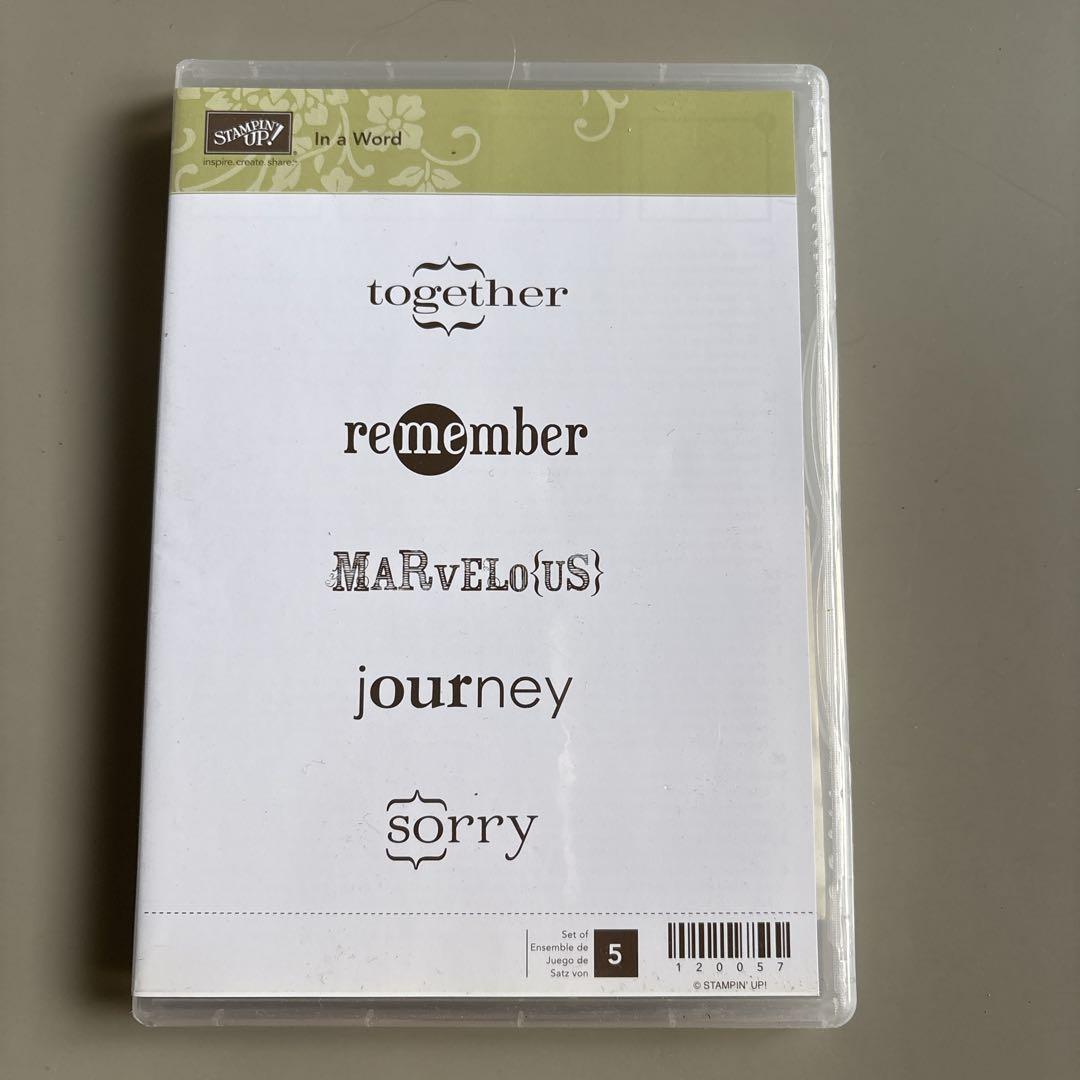 STAMPIN' UP!®
inspire.create.share.™
In a Word
together
remember
MARVELO{US}
journey
sorry
Set of
Ensemble de
Juego de
Satz von
5
120057
© STAMPIN' UP!